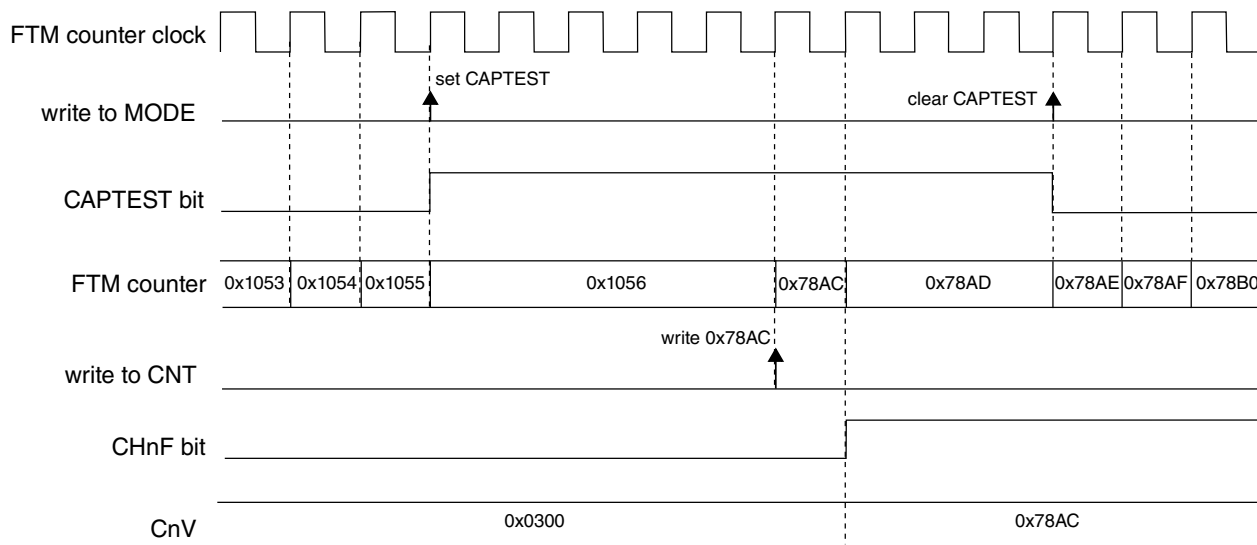 FTM counter clock
set CAPTEST
write to MODE
clear CAPTEST
CAPTEST bit
FTM counter
0x1053 0x1054 0x1055 0x1056 0x78AC 0x78AD 0x78AE 0x78AF 0x78B0
write 0x78AC
write to CNT
CHnF bit
CnV
0x0300 0x78AC